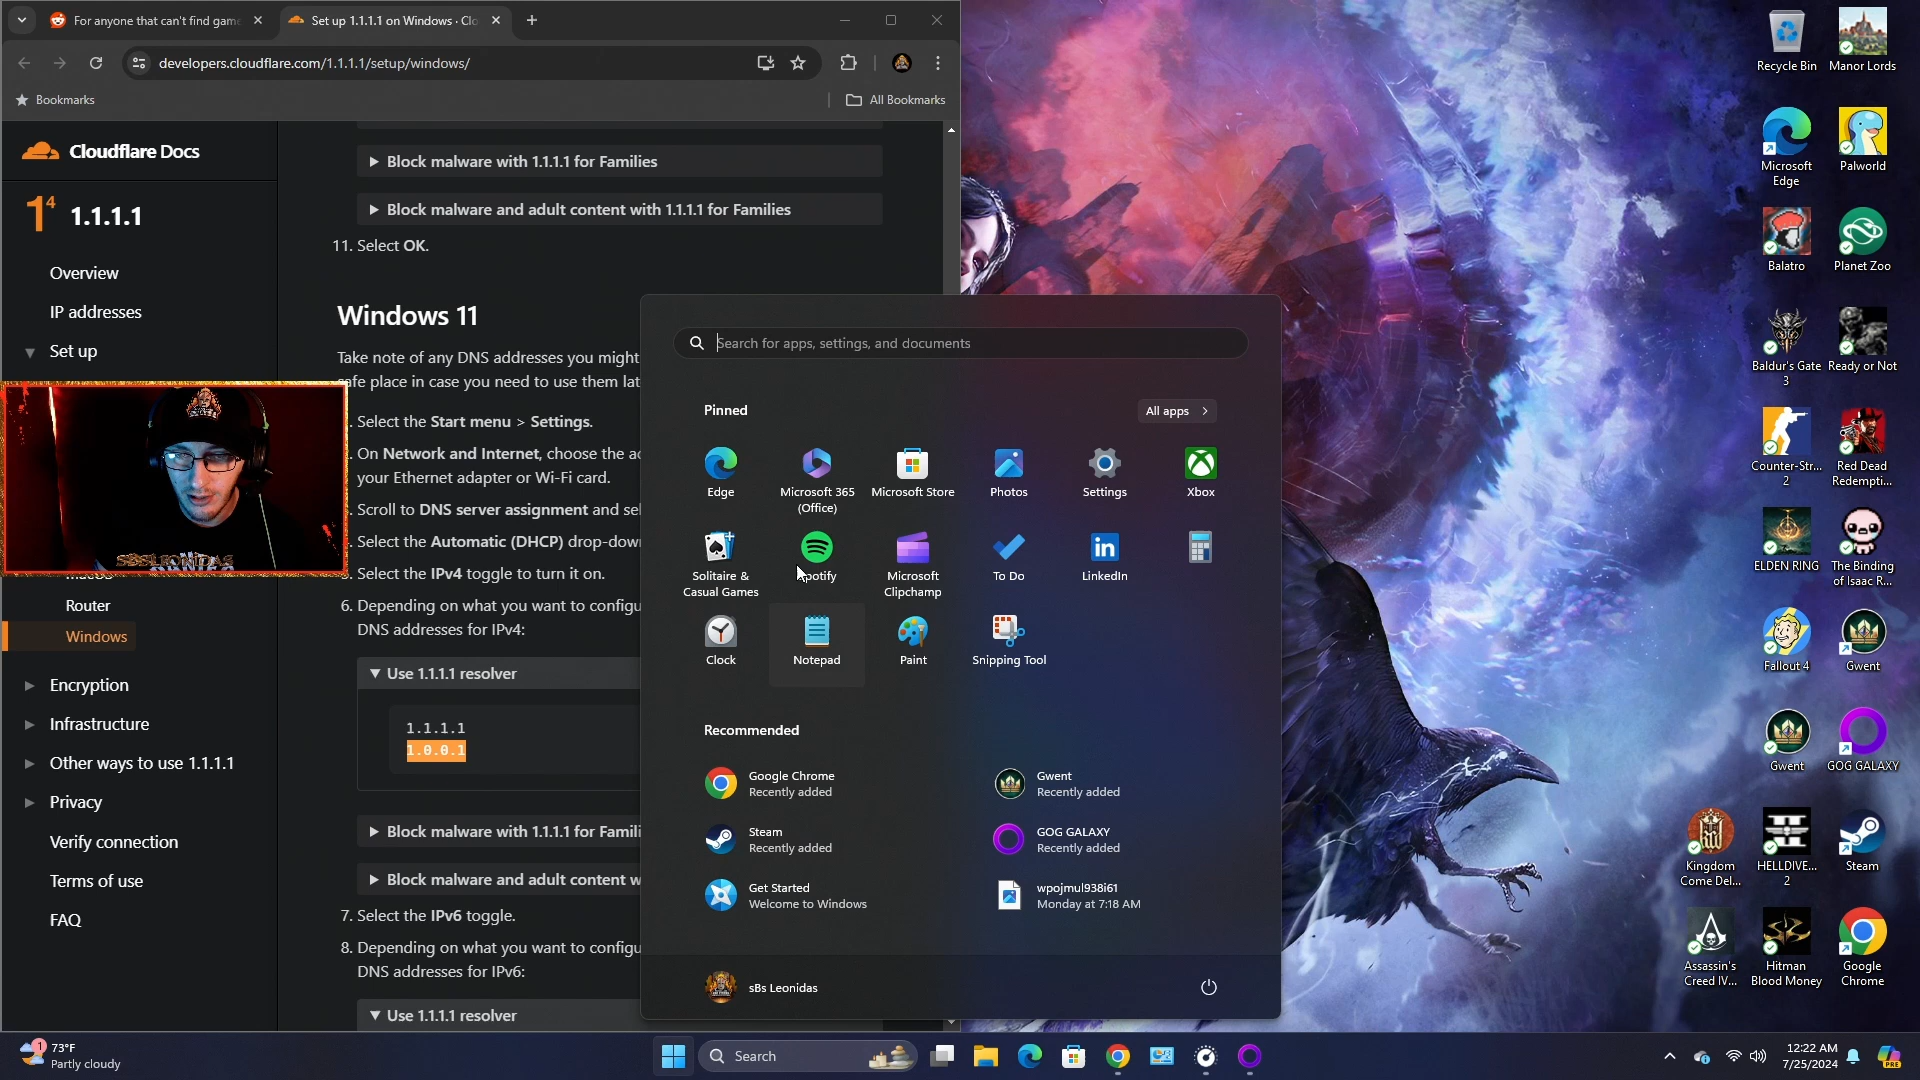 For anyone that can't find game
Set up 1.1.1.1 on Windows · Clo
developers.cloudflare.com/1.1.1.1/setup/windows/
Bookmarks
All Bookmarks
Cloudflare Docs
1.1.1.1
Overview
IP addresses
Set up
Router
Windows
Encryption
Infrastructure
Other ways to use 1.1.1.1
Privacy
Verify connection
Terms of use
FAQ
Block malware with 1.1.1.1 for Families
Block malware and adult content with 1.1.1.1 for Families
11. Select OK.
Windows 11
Take note of any DNS addresses you might
safe place in case you need to use them lat
Select the Start menu > Settings.
On Network and Internet, choose the ad
your Ethernet adapter or Wi-Fi card.
Scroll to DNS server assignment and sel
Select the Automatic (DHCP) drop-down
Select the IPv4 toggle to turn it on.
6. Depending on what you want to configu
DNS addresses for IPv4:
Use 1.1.1.1 resolver
1.1.1.1
1.0.0.1
Block malware with 1.1.1.1 for Famili
Block malware and adult content w
7. Select the IPv6 toggle.
8. Depending on what you want to configu
DNS addresses for IPv6:
Use 1.1.1.1 resolver
Search for apps, settings, and documents
Pinned
All apps
Edge
Microsoft 365
(Office)
Microsoft Store
Photos
Settings
Xbox
Solitaire &
Casual Games
Spotify
Microsoft
Clipchamp
To Do
LinkedIn
Clock
Notepad
Paint
Snipping Tool
Recommended
Google Chrome
Recently added
Gwent
Recently added
Steam
Recently added
GOG GALAXY
Recently added
Get Started
Welcome to Windows
wpojmul938i61
Monday at 7:18 AM
sBs Leonidas
Recycle Bin
Manor Lords
Microsoft
Edge
Palworld
Balatro
Planet Zoo
Baldur's Gate
3
Ready or Not
Counter-Str...
2
Red Dead
Redempti...
ELDEN RING
The Binding
of Isaac R...
Fallout 4
Gwent
Gwent
GOG GALAXY
Kingdom
Come Del...
HELLDIVE...
2
Steam
Assassin's
Creed IV...
Hitman
Blood Money
Google
Chrome
1
73°F
Partly cloudy
Search
12:22 AM
7/25/2024